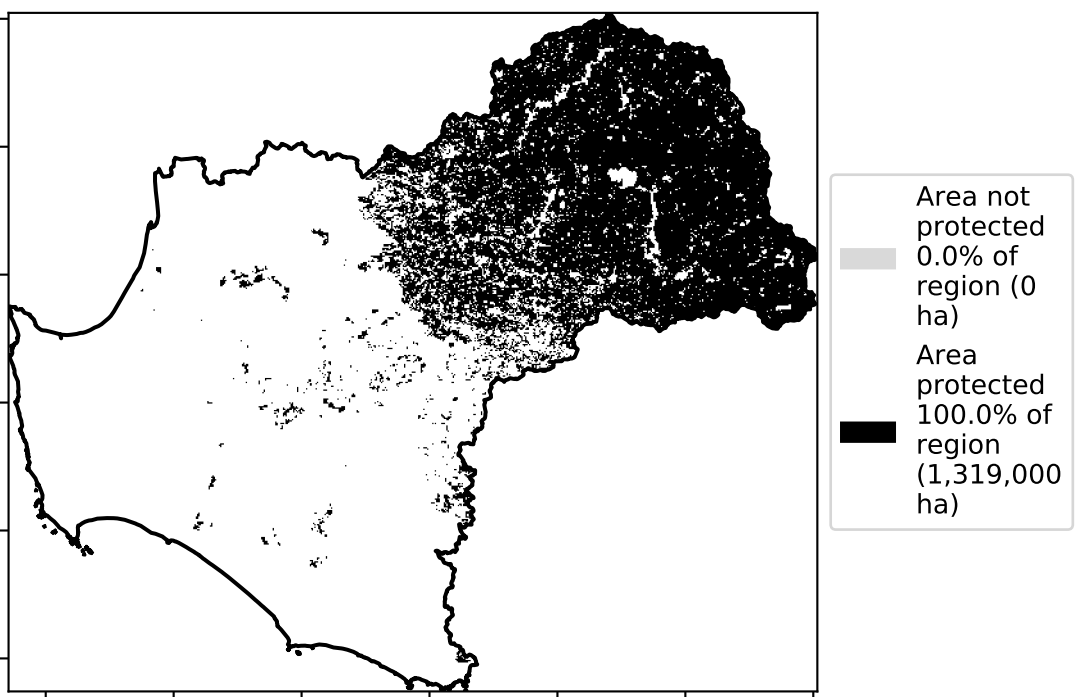 Area not
protected
0.0% of
region (0
ha)
Area
protected
100.0% of
region
(1,319,000
ha)